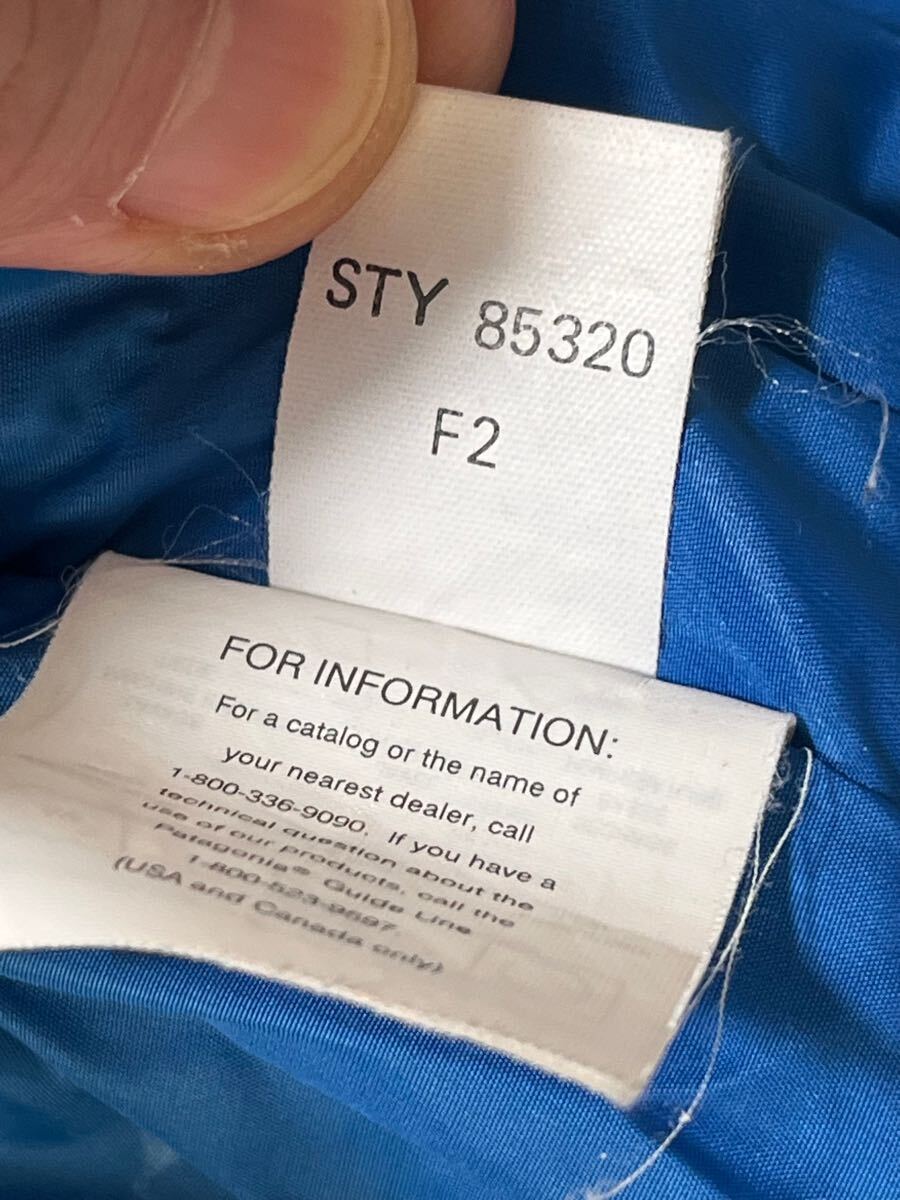 STY 85320
F2
FOR INFORMATION:
For a catalog or the name of
your nearest dealer, call
1-800-336-9090. If you have a
technical question about the
use of our products, call the
Patagonia® Guide Line
1-800-523-9597.
(USA and Canada only)